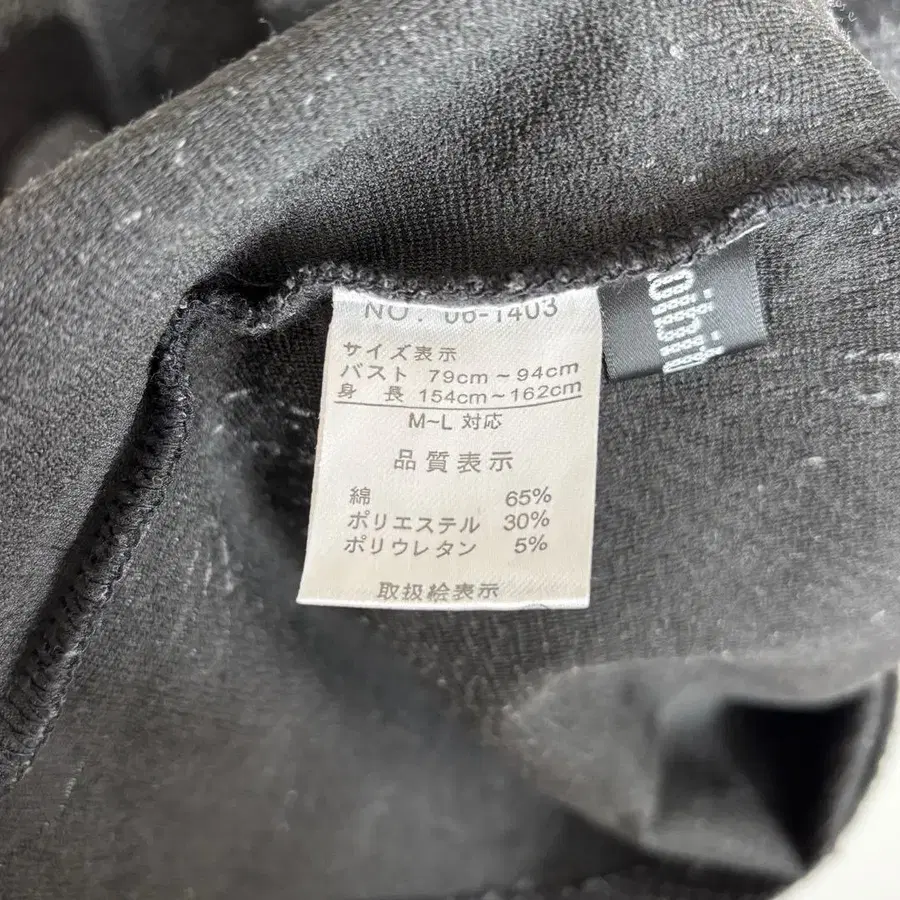 NO. 06-1403
サイズ表示
バスト 79cm～94cm
身 長 154cm～162cm
M~L 対応
品質表示
綿 65%
ポリエステル 30%
ポリウレタン 5%
取扱絵表示